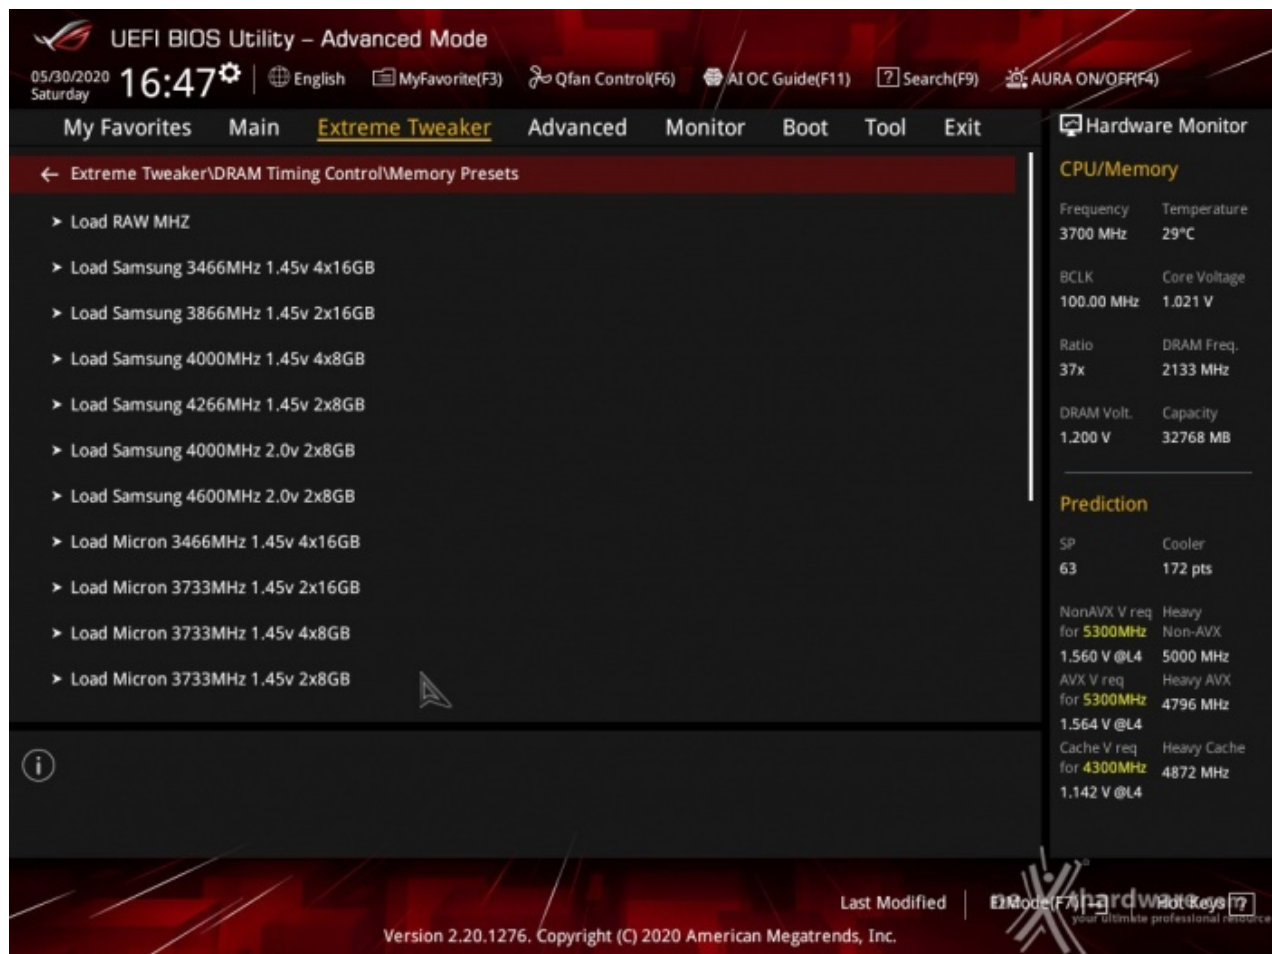 UEFI BIOS Utility – Advanced Mode
05/30/2020
Saturday
16:47
English
MyFavorite(F3)
Qfan Control(F6)
AI OC Guide(F11)
Search(F9)
AURA ON/OFF(F4)
My Favorites
Main
Extreme Tweaker
Advanced
Monitor
Boot
Tool
Exit
Extreme Tweaker\DRAM Timing Control\Memory Presets
Load RAW MHZ
Load Samsung 3466MHz 1.45v 4x16GB
Load Samsung 3866MHz 1.45v 2x16GB
Load Samsung 4000MHz 1.45v 4x8GB
Load Samsung 4266MHz 1.45v 2x8GB
Load Samsung 4000MHz 2.0v 2x8GB
Load Samsung 4600MHz 2.0v 2x8GB
Load Micron 3466MHz 1.45v 4x16GB
Load Micron 3733MHz 1.45v 2x16GB
Load Micron 3733MHz 1.45v 4x8GB
Load Micron 3733MHz 1.45v 2x8GB
Hardware Monitor
CPU/Memory
Frequency Temperature
3700 MHz 29°C
BCLK Core Voltage
100.00 MHz 1.021 V
Ratio DRAM Freq.
37x 2133 MHz
DRAM Volt. Capacity
1.200 V 32768 MB
Prediction
SP Cooler
63 172 pts
NonAVX V req Heavy
for 5300MHz Non-AVX
1.560 V @L4 5000 MHz
AVX V req Heavy AVX
for 5300MHz 4796 MHz
1.564 V @L4
Cache V req Heavy Cache
for 4300MHz 4872 MHz
1.142 V @L4
Last Modified
EzMode(F7)
Hot Keys
Version 2.20.1276. Copyright (C) 2020 American Megatrends, Inc.
your ultimate professional resource